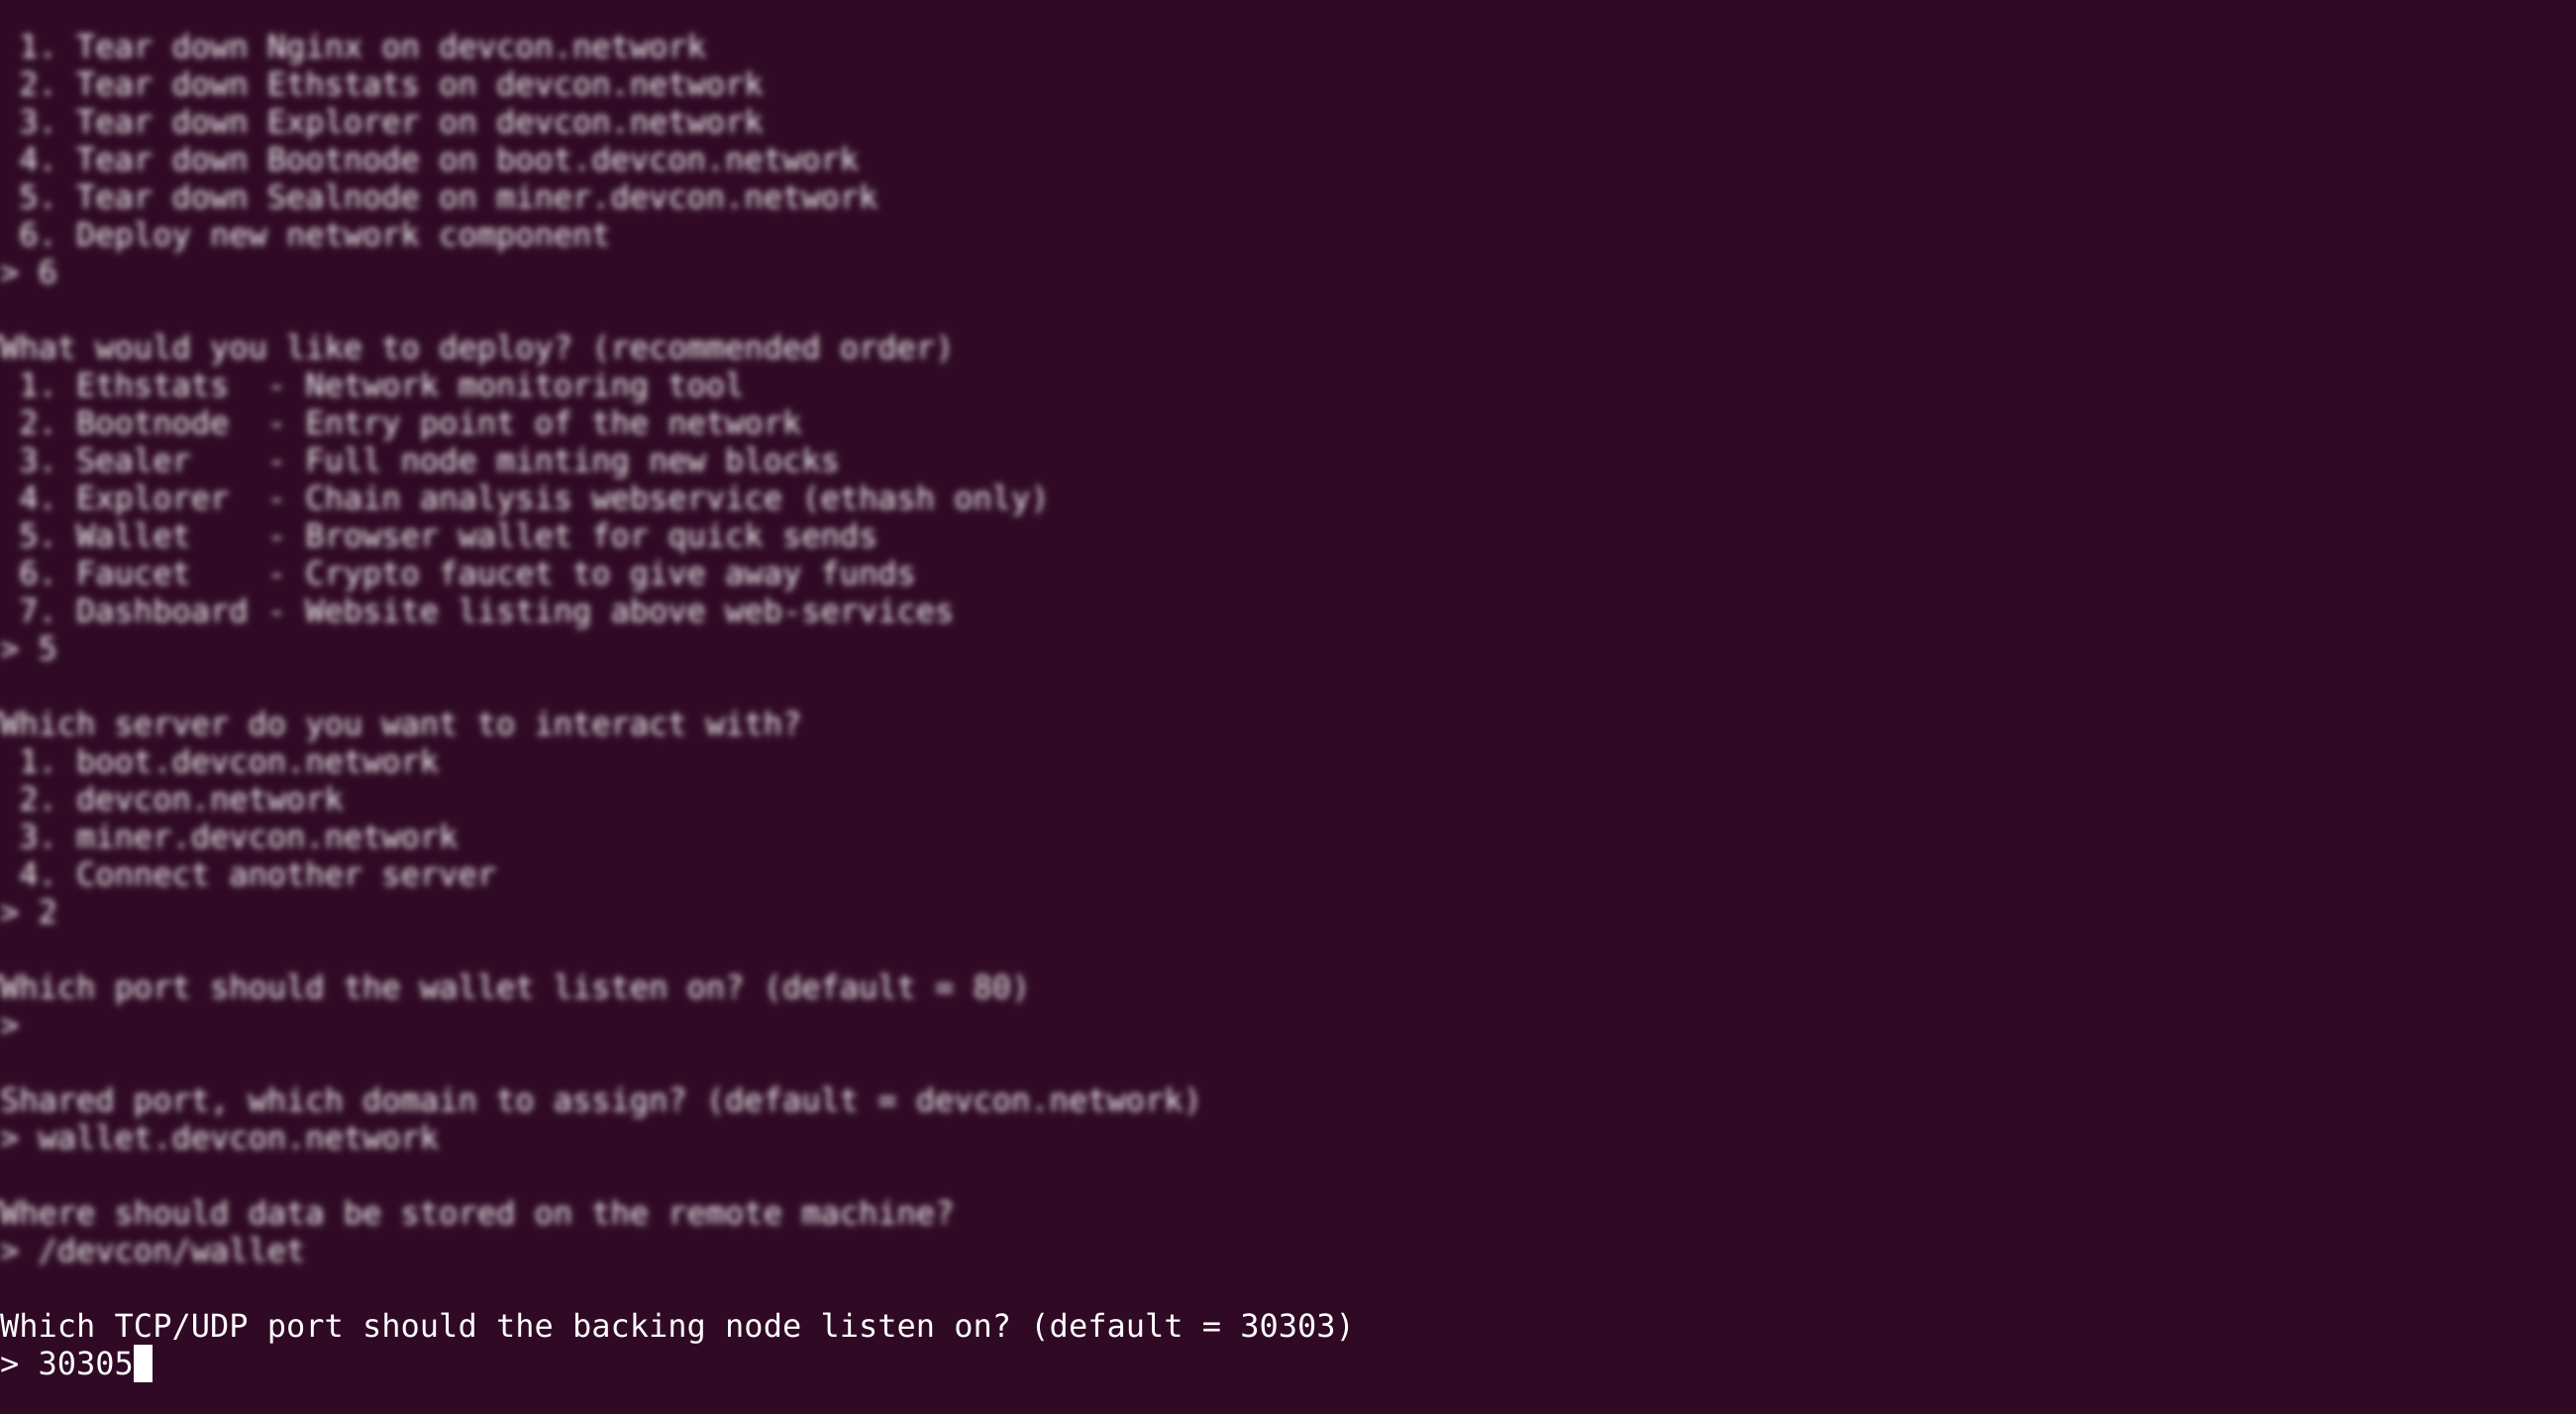 1. Tear down Nginx on devcon.network
2. Tear down Ethstats on devcon.network
3. Tear down Explorer on devcon.network
4. Tear down Bootnode on boot.devcon.network
5. Tear down Sealnode on miner.devcon.network
6. Deploy new network component
> 6
What would you like to deploy? (recommended order)
1. Ethstats  - Network monitoring tool
2. Bootnode  - Entry point of the network
3. Sealer    - Full node minting new blocks
4. Explorer  - Chain analysis webservice (ethash only)
5. Wallet    - Browser wallet for quick sends
6. Faucet    - Crypto faucet to give away funds
7. Dashboard - Website listing above web-services
> 5
Which server do you want to interact with?
1. boot.devcon.network
2. devcon.network
3. miner.devcon.network
4. Connect another server
> 2
Which port should the wallet listen on? (default = 80)
>
Shared port, which domain to assign? (default = devcon.network)
> wallet.devcon.network
Where should data be stored on the remote machine?
> /devcon/wallet
Which TCP/UDP port should the backing node listen on? (default = 30303)
> 30305